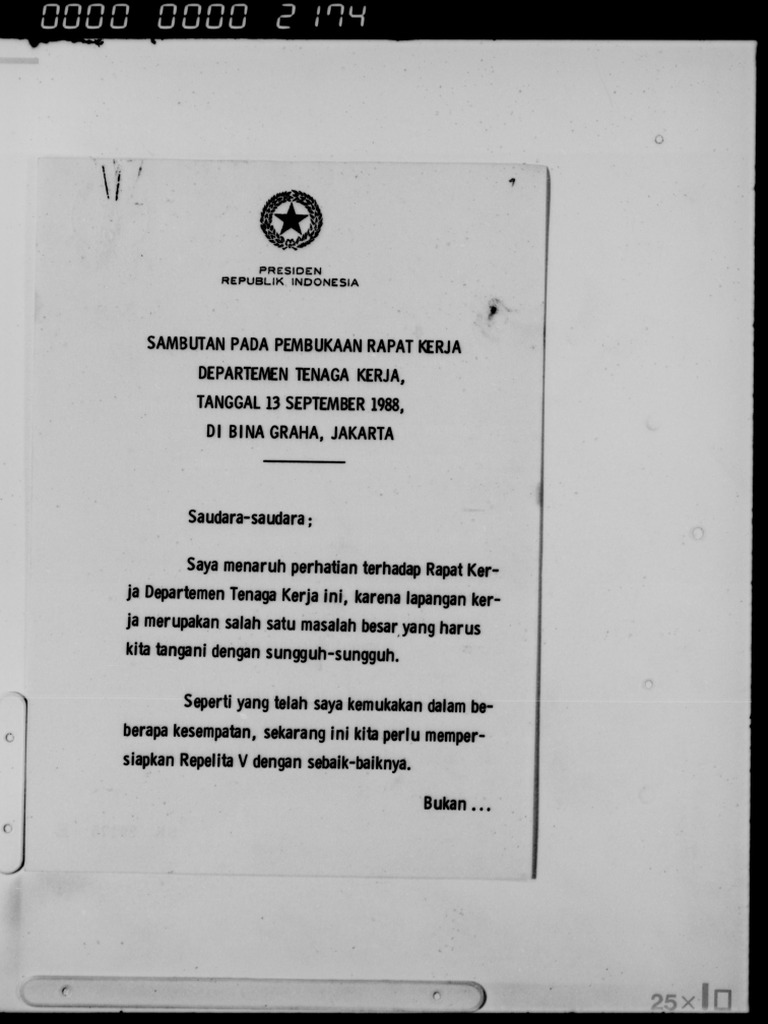 0000 0000 2174
PRESIDEN
REPUBLIK INDONESIA
SAMBUTAN PADA PEMBUKAAN RAPAT KERJA
DEPARTEMEN TENAGA KERJA,
TANGGAL 13 SEPTEMBER 1988,
DI BINA GRAHA, JAKARTA
Saudara-saudara;
Saya menaruh perhatian terhadap Rapat Ker-
ja Departemen Tenaga Kerja ini, karena lapangan ker-
ja merupakan salah satu masalah besar yang harus
kita tangani dengan sungguh-sungguh.
Seperti yang telah saya kemukakan dalam be-
berapa kesempatan, sekarang ini kita perlu memper-
siapkan Repelita V dengan sebaik-baiknya.
Bukan ...
25×